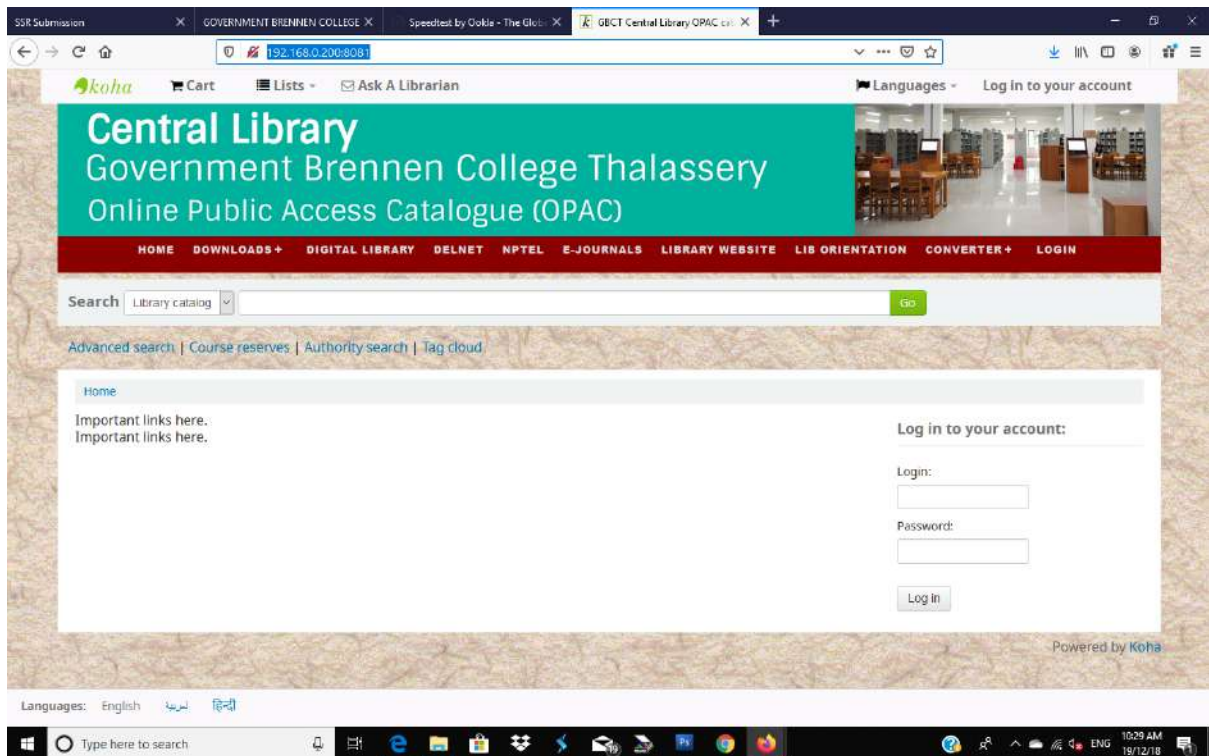 SSR Submission
GOVERNMENT BRENNEN COLLEGE
Speedtest by Ookla - The Glob
GBCT Central Library OPAC cat
192.168.0.200:8081
koha Cart Lists Ask A Librarian Languages Log in to your account
Central Library
Government Brennen College Thalassery
Online Public Access Catalogue (OPAC)
HOME DOWNLOADS+ DIGITAL LIBRARY DELNET NPTEL E-JOURNALS LIBRARY WEBSITE LIB ORIENTATION CONVERTER+ LOGIN
Search Library catalog Go
Advanced search | Course reserves | Authority search | Tag cloud
Home
Important links here.
Important links here.
Log in to your account:
Login:
Password:
Log in
Powered by Koha
Languages: English العربية हिन्दी
Type here to search Ps ENG 10:29 AM
19/12/18